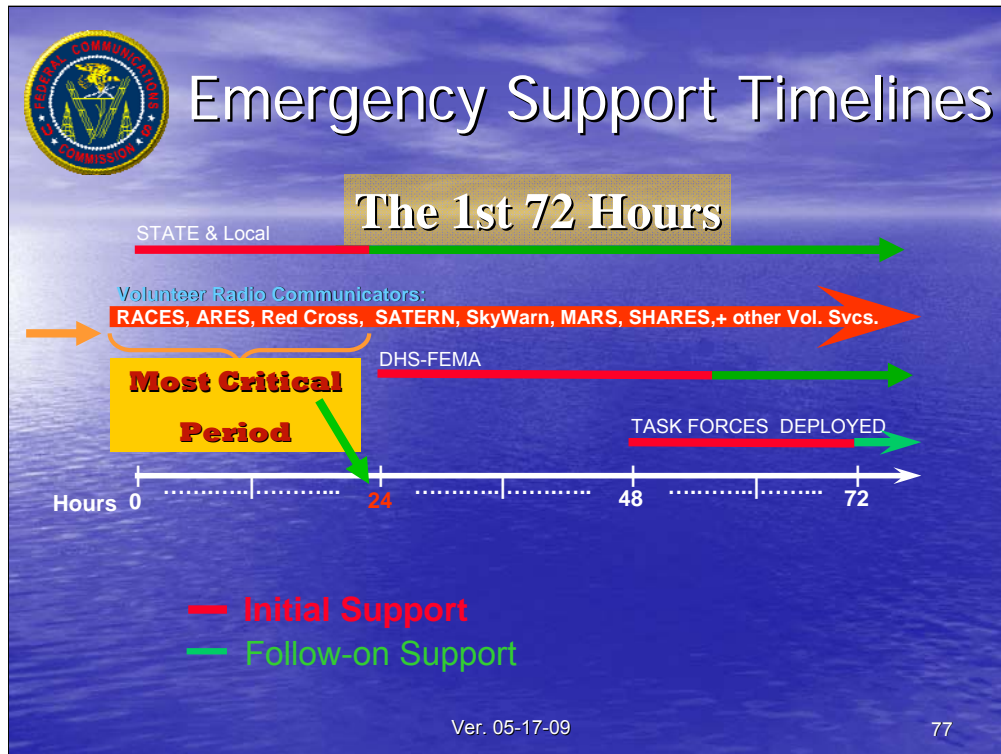 FEDERAL COMMUNICATIONS
COMMISSION
U S
Emergency Support Timelines
The 1st 72 Hours
STATE & Local
Volunteer Radio Communicators:
RACES, ARES, Red Cross, SATERN, SkyWarn, MARS, SHARES,+ other Vol. Svcs.
DHS-FEMA
Most Critical
Period
TASK FORCES DEPLOYED
Hours 0 ............|............ 24 ............|............ 48 ............|............ 72
Initial Support
Follow-on Support
Ver. 05-17-09
77